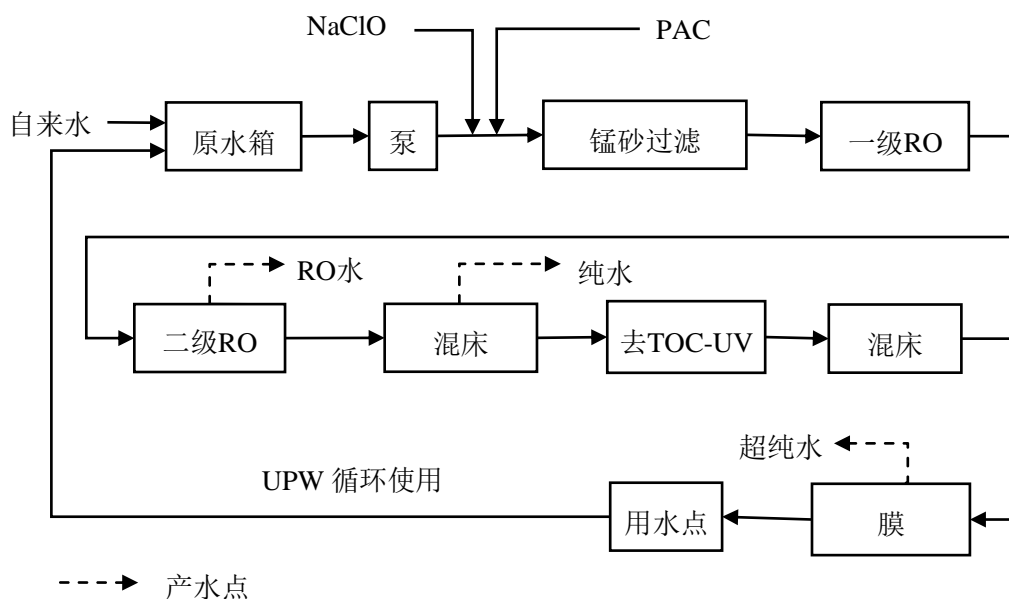 NaClO
PAC
自来水
原水箱
泵
锰砂过滤
一级RO
RO水
纯水
二级RO
混床
去TOC-UV
混床
超纯水
UPW 循环使用
用水点
膜
产水点